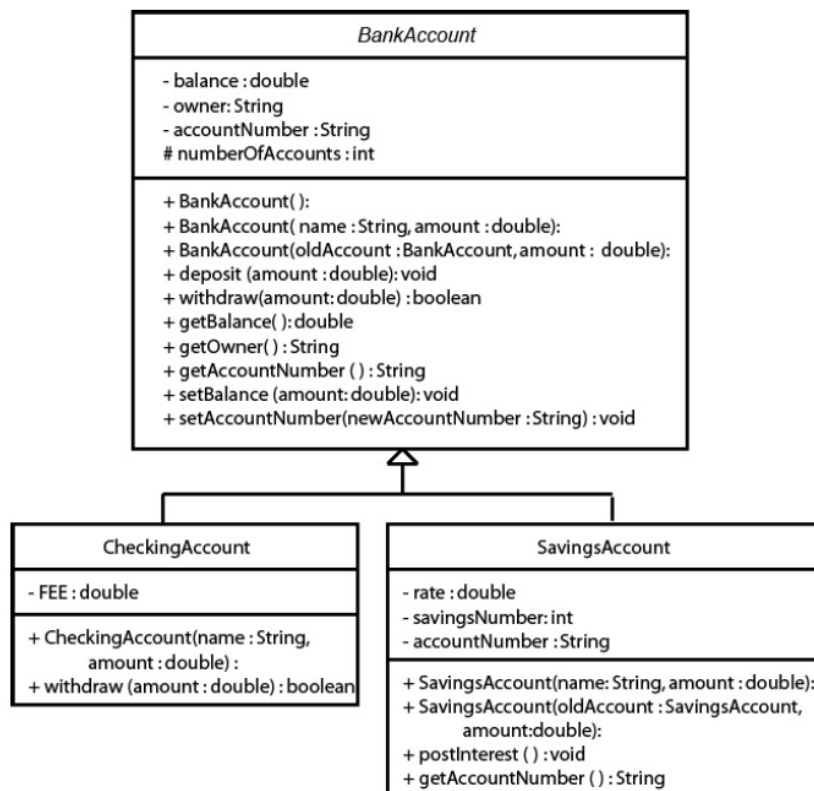 BankAccount
- balance : double
- owner: String
- accountNumber : String
# numberOfAccounts : int
+ BankAccount( ):
+ BankAccount( name : String, amount : double):
+ BankAccount(oldAccount : BankAccount, amount : double):
+ deposit (amount : double): void
+ withdraw(amount: double) : boolean
+ getBalance( ): double
+ getOwner( ) : String
+ getAccountNumber ( ) : String
+ setBalance (amount: double): void
+ setAccountNumber(newAccountNumber : String) : void
CheckingAccount
- FEE : double
+ CheckingAccount(name : String,
amount : double) :
+ withdraw (amount : double) : boolean
SavingsAccount
- rate : double
- savingsNumber: int
- accountNumber : String
+ SavingsAccount(name: String, amount : double):
+ SavingsAccount(oldAccount : SavingsAccount,
amount:double):
+ postInterest ( ) : void
+ getAccountNumber ( ) : String